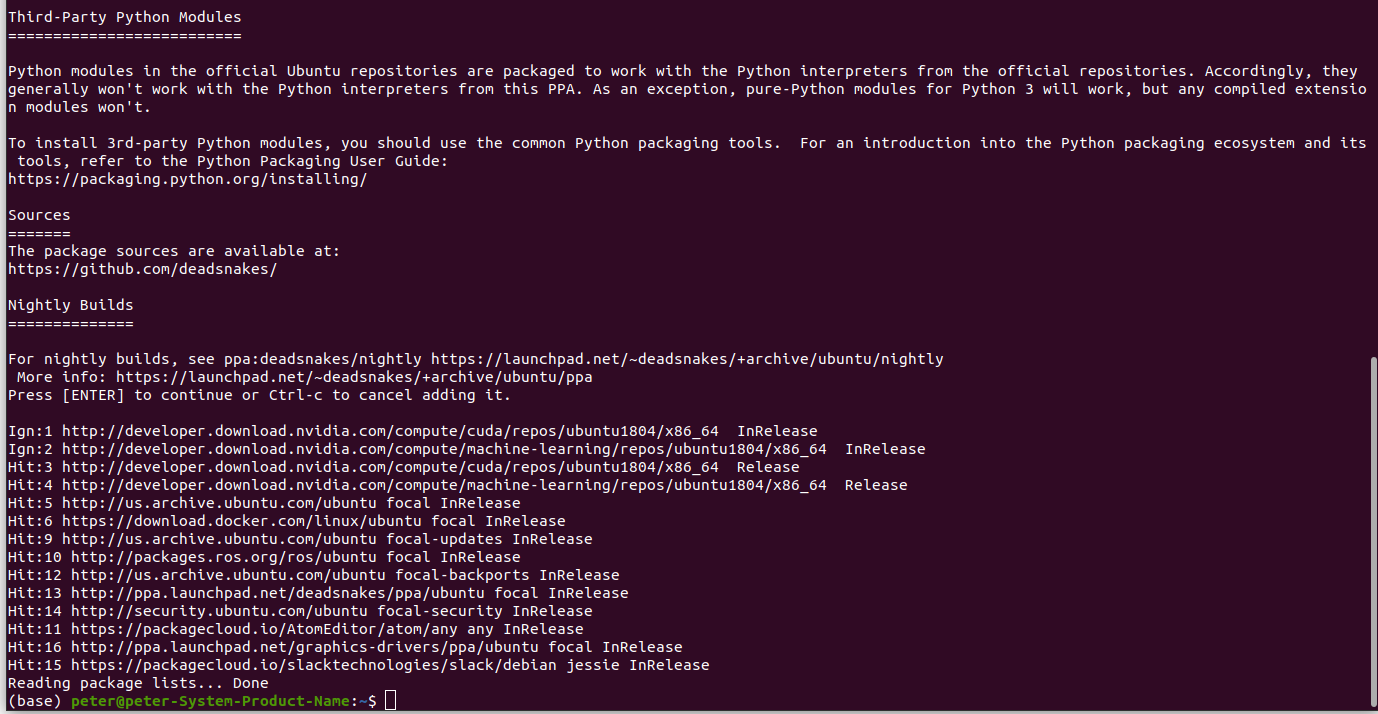 Third-Party Python Modules
==========================
Python modules in the official Ubuntu repositories are packaged to work with the Python interpreters from the official repositories. Accordingly, they
generally won't work with the Python interpreters from this PPA. As an exception, pure-Python modules for Python 3 will work, but any compiled extensio
n modules won't.
To install 3rd-party Python modules, you should use the common Python packaging tools.  For an introduction into the Python packaging ecosystem and its
 tools, refer to the Python Packaging User Guide:
https://packaging.python.org/installing/
Sources
=======
The package sources are available at:
https://github.com/deadsnakes/
Nightly Builds
==============
For nightly builds, see ppa:deadsnakes/nightly https://launchpad.net/~deadsnakes/+archive/ubuntu/nightly
 More info: https://launchpad.net/~deadsnakes/+archive/ubuntu/ppa
Press [ENTER] to continue or Ctrl-c to cancel adding it.
Ign:1 http://developer.download.nvidia.com/compute/cuda/repos/ubuntu1804/x86_64  InRelease
Ign:2 http://developer.download.nvidia.com/compute/machine-learning/repos/ubuntu1804/x86_64  InRelease
Hit:3 http://developer.download.nvidia.com/compute/cuda/repos/ubuntu1804/x86_64  Release
Hit:4 http://developer.download.nvidia.com/compute/machine-learning/repos/ubuntu1804/x86_64  Release
Hit:5 http://us.archive.ubuntu.com/ubuntu focal InRelease
Hit:6 https://download.docker.com/linux/ubuntu focal InRelease
Hit:9 http://us.archive.ubuntu.com/ubuntu focal-updates InRelease
Hit:10 http://packages.ros.org/ros/ubuntu focal InRelease
Hit:12 http://us.archive.ubuntu.com/ubuntu focal-backports InRelease
Hit:13 http://ppa.launchpad.net/deadsnakes/ppa/ubuntu focal InRelease
Hit:14 http://security.ubuntu.com/ubuntu focal-security InRelease
Hit:11 https://packagecloud.io/AtomEditor/atom/any any InRelease
Hit:16 http://ppa.launchpad.net/graphics-drivers/ppa/ubuntu focal InRelease
Hit:15 https://packagecloud.io/slacktechnologies/slack/debian jessie InRelease
Reading package lists... Done
(base) peter@peter-System-Product-Name:~$